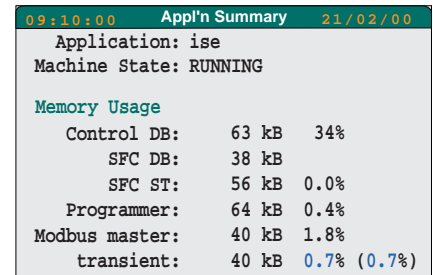 09:10:00 Appl'n Summary 21/02/00
Application: ise
Machine State: RUNNING
Memory Usage
Control DB: 63 kB 34%
SFC DB: 38 kB
SFC ST: 56 kB 0.0%
Programmer: 64 kB 0.4%
Modbus master: 40 kB 1.8%
transient: 40 kB 0.7% (0.7%)